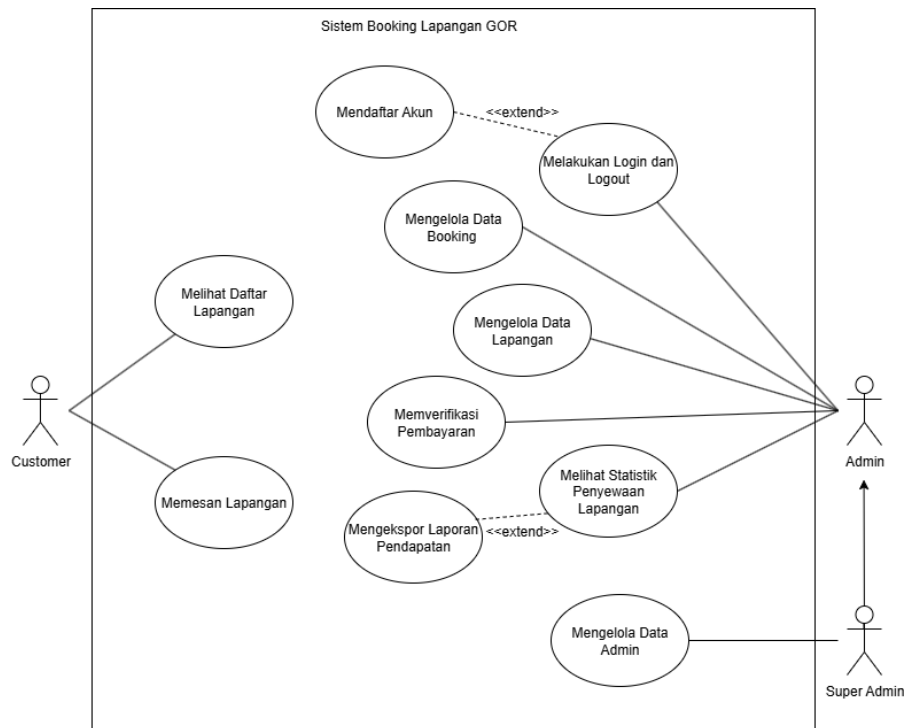 Sistem Booking Lapangan GOR
Mendaftar Akun
<<extend>>
Melakukan Login dan
Logout
Mengelola Data
Booking
Melihat Daftar
Lapangan
Mengelola Data
Lapangan
Memverifikasi
Pembayaran
Customer
Admin
Memesan Lapangan
Melihat Statistik
Penyewaan
Lapangan
Mengekspor Laporan
Pendapatan
<<extend>>
Mengelola Data
Admin
Super Admin